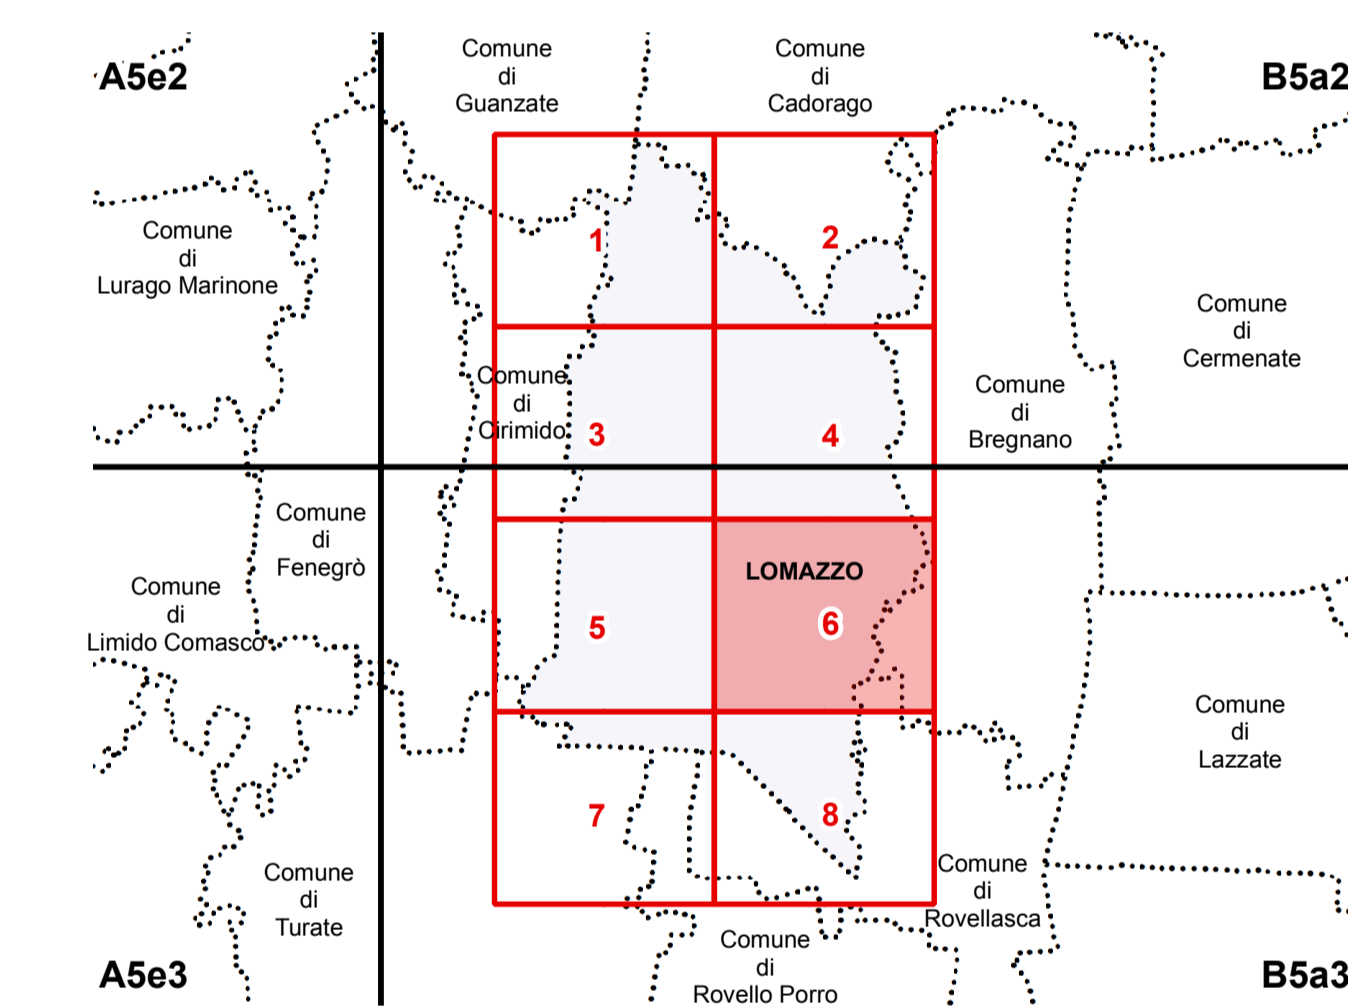 A5e2
Comune
di
Guanzate
Comune
di
Cadorago
B5a2
Comune
di
Lurago Marinone
1
2
Comune
di
Cermenate
Comune
di
Cirimido
3
4
Comune
di
Bregnano
Comune
di
Fenegrò
LOMAZZO
Comune
di
Limido Comasco
5
6
Comune
di
Lazzate
7
8
Comune
di
Turate
Comune
di
Rovellasca
Comune
di
Rovello Porro
A5e3
B5a3